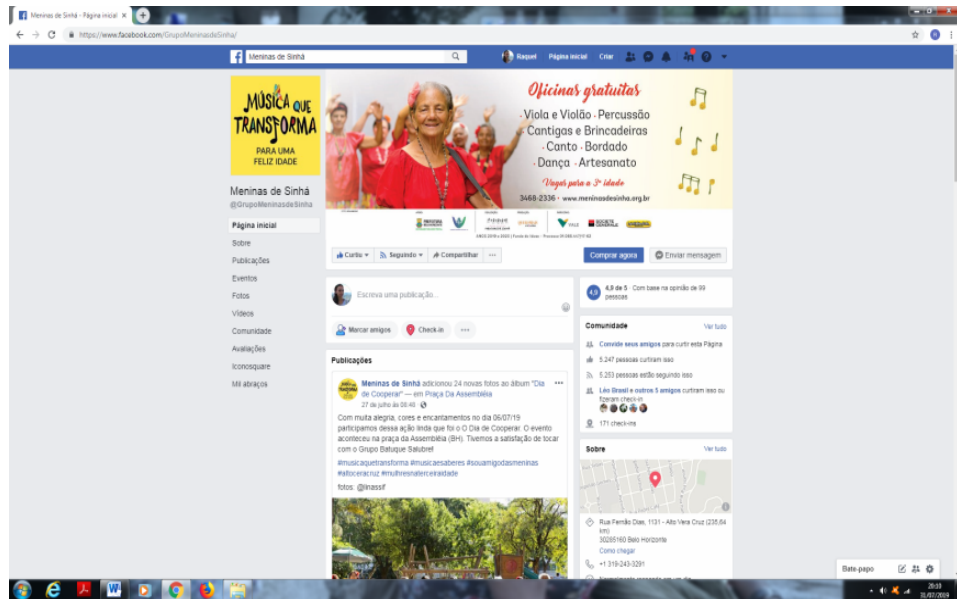 Meninas de Sinhá - Página inicial
https://www.facebook.com/GrupoMeninasdeSinha/
Meninas de Sinhá
Raquel
Página inicial
Criar
MÚSICA QUE
TRANSFORMA
PARA UMA
FELIZ IDADE
Oficinas gratuitas
· Viola e Violão · Percussão
· Cantigas e Brincadeiras
· Canto · Bordado
· Dança · Artesanato
Vagas para a 3ª idade
3468-2336 · www.meninasdesinha.org.br
Meninas de Sinhá
@GrupoMeninasdeSinha
Página inicial
Sobre
Publicações
Eventos
Fotos
Vídeos
Comunidade
Avaliações
Iconosquare
Mil abraços
Curtiu
Seguindo
Compartilhar
Comprar agora
Enviar mensagem
Escreva uma publicação...
Marcar amigos
Check-in
Publicações
Meninas de Sinhá adicionou 24 novas fotos ao álbum "Dia
de Cooperar" — em Praça Da Assembléia
27 de julho às 08:46
Com muita alegria, cores e encantamentos no dia 06/07/19
participamos dessa ação linda que foi o O Dia de Cooperar. O evento
aconteceu na praça da Assembléia (BH). Tivemos a satisfação de tocar
com o Grupo Batuque Salubre!
#musicaquetransforma #musicaesaberes #souamigodasmeninas
#altoveracruz #mulhresnaterceiraidade
fotos: @linassif
4,9
4,9 de 5 · Com base na opinião de 99
pessoas
Comunidade
Ver tudo
Convide seus amigos para curtir esta Página
5.247 pessoas curtiram isso
5.253 pessoas estão seguindo isso
Léo Brasil e outros 5 amigos curtiram isso ou
fizeram check-in
171 check-ins
Sobre
Ver tudo
Rua Fernão Dias, 1131 - Alto Vera Cruz (235,64
km)
30285160 Belo Horizonte
Como chegar
+1 319-243-3291
Bate-papo
20:10
31/07/2019